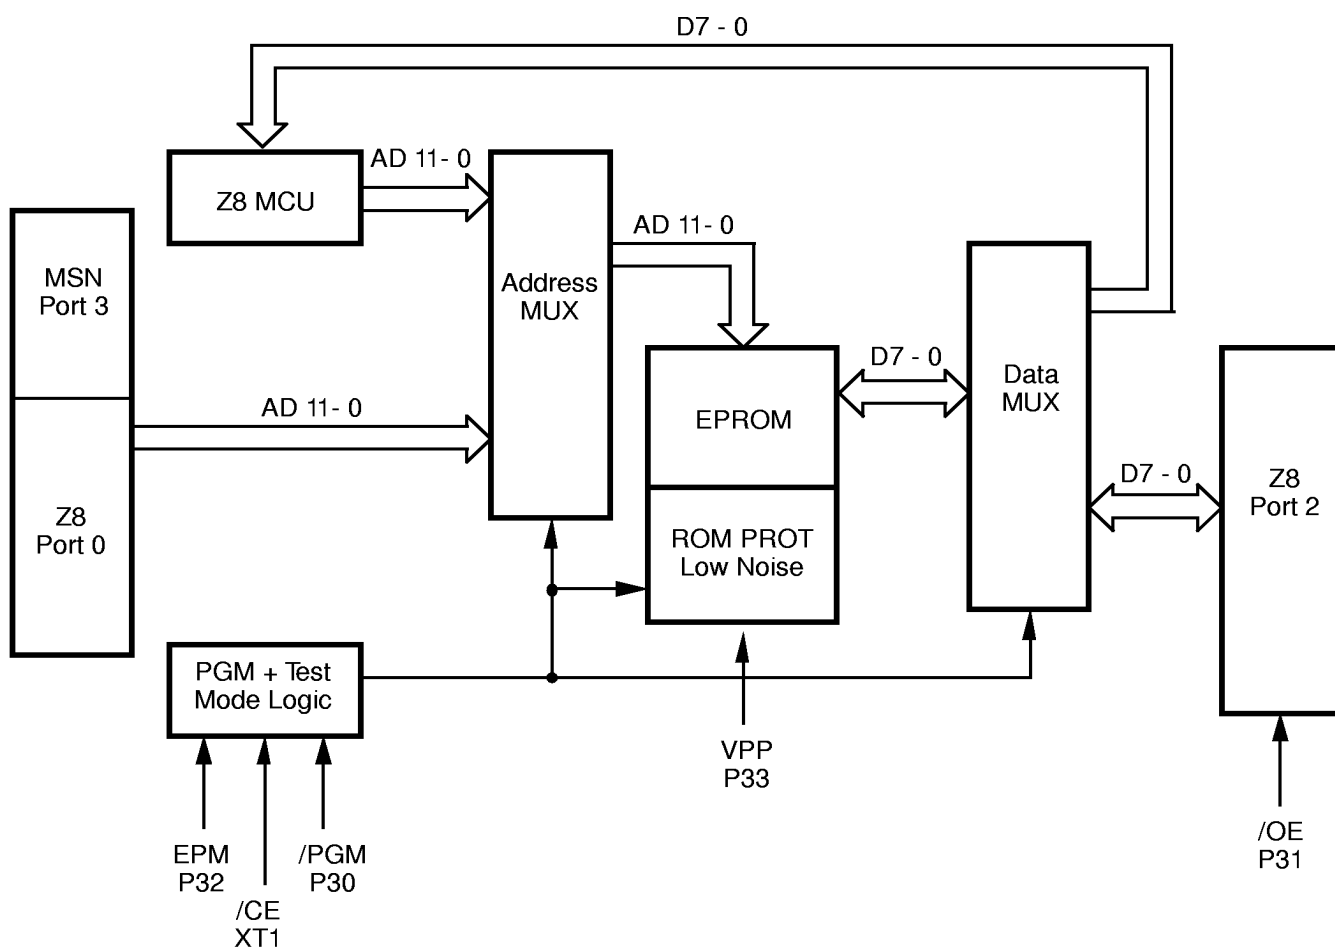 D7 - 0
AD 11- 0
Z8 MCU
AD 11- 0
MSN
Port 3
Address
MUX
D7 - 0
Data
MUX
AD 11- 0
EPROM
D7 - 0
Z8
Port 2
Z8
Port 0
ROM PROT
Low Noise
PGM + Test
Mode Logic
VPP
P33
/OE
P31
EPM
P32
/PGM
P30
/CE
XT1